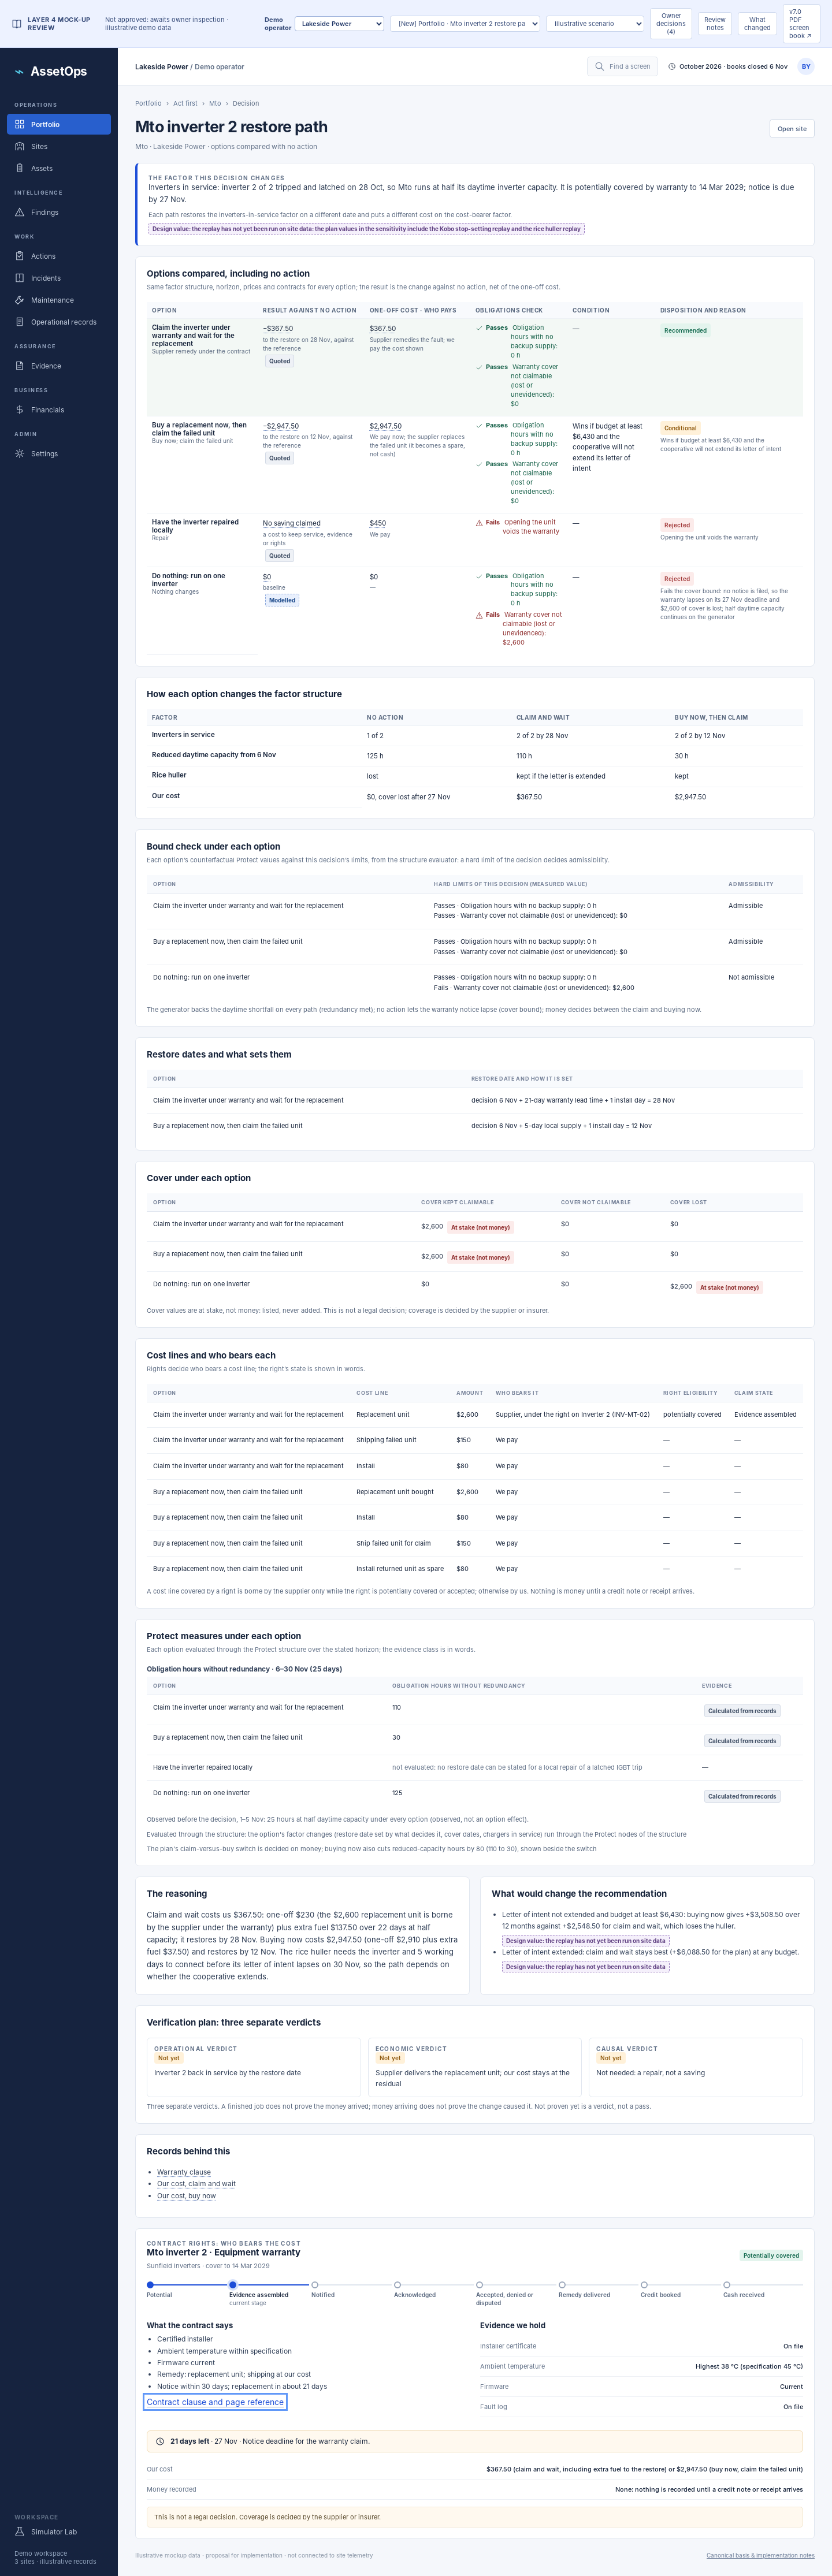 LAYER 4 MOCK-UP REVIEW
Not approved: awaits owner inspection · illustrative demo data
Demo operator
Lakeside Power
[New] Portfolio · Mto inverter 2 restore pa
Illustrative scenario
Owner decisions (4)
Review notes
What changed
v7.0 PDF screen book ↗
AssetOps
Lakeside Power / Demo operator
Find a screen
October 2026 · books closed 6 Nov
BY
OPERATIONS
Portfolio
Sites
Assets
INTELLIGENCE
Findings
WORK
Actions
Incidents
Maintenance
Operational records
ASSURANCE
Evidence
BUSINESS
Financials
ADMIN
Settings
WORKSPACE
Simulator Lab
Demo workspace
3 sites · illustrative records
Portfolio › Act first › Mto › Decision
Mto inverter 2 restore path
Mto · Lakeside Power · options compared with no action
Open site
THE FACTOR THIS DECISION CHANGES
Inverters in service: inverter 2 of 2 tripped and latched on 28 Oct, so Mto runs at half its daytime inverter capacity. It is potentially covered by warranty to 14 Mar 2029; notice is due by 27 Nov.
Each path restores the inverters-in-service factor on a different date and puts a different cost on the cost-bearer factor.
Design value: the replay has not yet been run on site data: the plan values in the sensitivity include the Kobo stop-setting replay and the rice huller replay
Options compared, including no action
Same factor structure, horizon, prices and contracts for every option; the result is the change against no action, net of the one-off cost.
OPTION RESULT AGAINST NO ACTION ONE-OFF COST · WHO PAYS OBLIGATIONS CHECK CONDITION DISPOSITION AND REASON
Claim the inverter under warranty and wait for the replacement
Supplier remedy under the contract
−$367.50
to the restore on 28 Nov, against the reference
Quoted
$367.50
Supplier remedies the fault; we pay the cost shown
Passes Obligation hours with no backup supply: 0 h
Passes Warranty cover not claimable (lost or unevidenced): $0
—
Recommended
Buy a replacement now, then claim the failed unit
Buy now; claim the failed unit
−$2,947.50
to the restore on 12 Nov, against the reference
Quoted
$2,947.50
We pay now; the supplier replaces the failed unit (it becomes a spare, not cash)
Passes Obligation hours with no backup supply: 0 h
Passes Warranty cover not claimable (lost or unevidenced): $0
Wins if budget at least $6,430 and the cooperative will not extend its letter of intent
Conditional
Wins if budget at least $6,430 and the cooperative will not extend its letter of intent
Have the inverter repaired locally
Repair
No saving claimed
a cost to keep service, evidence or rights
Quoted
$450
We pay
Fails Opening the unit voids the warranty
—
Rejected
Opening the unit voids the warranty
Do nothing: run on one inverter
Nothing changes
$0
baseline
Modelled
$0
—
Passes Obligation hours with no backup supply: 0 h
Fails Warranty cover not claimable (lost or unevidenced): $2,600
—
Rejected
Fails the cover bound: no notice is filed, so the warranty lapses on its 27 Nov deadline and $2,600 of cover is lost; half daytime capacity continues on the generator
How each option changes the factor structure
FACTOR NO ACTION CLAIM AND WAIT BUY NOW, THEN CLAIM
Inverters in service 1 of 2 2 of 2 by 28 Nov 2 of 2 by 12 Nov
Reduced daytime capacity from 6 Nov 125 h 110 h 30 h
Rice huller lost kept if the letter is extended kept
Our cost $0, cover lost after 27 Nov $367.50 $2,947.50
Bound check under each option
Each option's counterfactual Protect values against this decision's limits, from the structure evaluator: a hard limit of the decision decides admissibility.
OPTION HARD LIMITS OF THIS DECISION (MEASURED VALUE) ADMISSIBILITY
Claim the inverter under warranty and wait for the replacement
Passes · Obligation hours with no backup supply: 0 h
Passes · Warranty cover not claimable (lost or unevidenced): $0
Admissible
Buy a replacement now, then claim the failed unit
Passes · Obligation hours with no backup supply: 0 h
Passes · Warranty cover not claimable (lost or unevidenced): $0
Admissible
Do nothing: run on one inverter
Passes · Obligation hours with no backup supply: 0 h
Fails · Warranty cover not claimable (lost or unevidenced): $2,600
Not admissible
The generator backs the daytime shortfall on every path (redundancy met); no action lets the warranty notice lapse (cover bound); money decides between the claim and buying now.
Restore dates and what sets them
OPTION RESTORE DATE AND HOW IT IS SET
Claim the inverter under warranty and wait for the replacement decision 6 Nov + 21-day warranty lead time + 1 install day = 28 Nov
Buy a replacement now, then claim the failed unit decision 6 Nov + 5-day local supply + 1 install day = 12 Nov
Cover under each option
OPTION COVER KEPT CLAIMABLE COVER NOT CLAIMABLE COVER LOST
Claim the inverter under warranty and wait for the replacement $2,600 At stake (not money) $0 $0
Buy a replacement now, then claim the failed unit $2,600 At stake (not money) $0 $0
Do nothing: run on one inverter $0 $0 $2,600 At stake (not money)
Cover values are at stake, not money: listed, never added. This is not a legal decision; coverage is decided by the supplier or insurer.
Cost lines and who bears each
Rights decide who bears a cost line; the right's state is shown in words.
OPTION COST LINE AMOUNT WHO BEARS IT RIGHT ELIGIBILITY CLAIM STATE
Claim the inverter under warranty and wait for the replacement Replacement unit $2,600 Supplier, under the right on Inverter 2 (INV-MT-02) potentially covered Evidence assembled
Claim the inverter under warranty and wait for the replacement Shipping failed unit $150 We pay — —
Claim the inverter under warranty and wait for the replacement Install $80 We pay — —
Buy a replacement now, then claim the failed unit Replacement unit bought $2,600 We pay — —
Buy a replacement now, then claim the failed unit Install $80 We pay — —
Buy a replacement now, then claim the failed unit Ship failed unit for claim $150 We pay — —
Buy a replacement now, then claim the failed unit Install returned unit as spare $80 We pay — —
A cost line covered by a right is borne by the supplier only while the right is potentially covered or accepted; otherwise by us. Nothing is money until a credit note or receipt arrives.
Protect measures under each option
Each option evaluated through the Protect structure over the stated horizon; the evidence class is in words.
Obligation hours without redundancy · 6–30 Nov (25 days)
OPTION OBLIGATION HOURS WITHOUT REDUNDANCY EVIDENCE
Claim the inverter under warranty and wait for the replacement 110 Calculated from records
Buy a replacement now, then claim the failed unit 30 Calculated from records
Have the inverter repaired locally not evaluated: no restore date can be stated for a local repair of a latched IGBT trip —
Do nothing: run on one inverter 125 Calculated from records
Observed before the decision, 1–5 Nov: 25 hours at half daytime capacity under every option (observed, not an option effect).
Evaluated through the structure: the option's factor changes (restore date set by what decides it, cover dates, chargers in service) run through the Protect nodes of the structure
The plan's claim-versus-buy switch is decided on money; buying now also cuts reduced-capacity hours by 80 (110 to 30), shown beside the switch
The reasoning
Claim and wait costs us $367.50: one-off $230 (the $2,600 replacement unit is borne by the supplier under the warranty) plus extra fuel $137.50 over 22 days at half capacity; it restores by 28 Nov. Buying now costs $2,947.50 (one-off $2,910 plus extra fuel $37.50) and restores by 12 Nov. The rice huller needs the inverter and 5 working days to connect before its letter of intent lapses on 30 Nov, so the path depends on whether the cooperative extends.
What would change the recommendation
• Letter of intent not extended and budget at least $6,430: buying now gives +$3,508.50 over 12 months against +$2,548.50 for claim and wait, which loses the huller.
Design value: the replay has not yet been run on site data
• Letter of intent extended: claim and wait stays best (+$6,088.50 for the plan) at any budget.
Design value: the replay has not yet been run on site data
Verification plan: three separate verdicts
OPERATIONAL VERDICT
Not yet
Inverter 2 back in service by the restore date
ECONOMIC VERDICT
Not yet
Supplier delivers the replacement unit; our cost stays at the residual
CAUSAL VERDICT
Not yet
Not needed: a repair, not a saving
Three separate verdicts. A finished job does not prove the money arrived; money arriving does not prove the change caused it. Not proven yet is a verdict, not a pass.
Records behind this
• Warranty clause
• Our cost, claim and wait
• Our cost, buy now
CONTRACT RIGHTS: WHO BEARS THE COST
Mto inverter 2 · Equipment warranty
Sunfield Inverters · cover to 14 Mar 2029
Potentially covered
Potential
Evidence assembled
current stage
Notified
Acknowledged
Accepted, denied or disputed
Remedy delivered
Credit booked
Cash received
What the contract says
• Certified installer
• Ambient temperature within specification
• Firmware current
• Remedy: replacement unit; shipping at our cost
• Notice within 30 days; replacement in about 21 days
Contract clause and page reference
Evidence we hold
Installer certificate On file
Ambient temperature Highest 38 °C (specification 45 °C)
Firmware Current
Fault log On file
21 days left · 27 Nov · Notice deadline for the warranty claim.
Our cost $367.50 (claim and wait, including extra fuel to the restore) or $2,947.50 (buy now, claim the failed unit)
Money recorded None: nothing is recorded until a credit note or receipt arrives
This is not a legal decision. Coverage is decided by the supplier or insurer.
Illustrative mockup data · proposal for implementation · not connected to site telemetry
Canonical basis & implementation notes